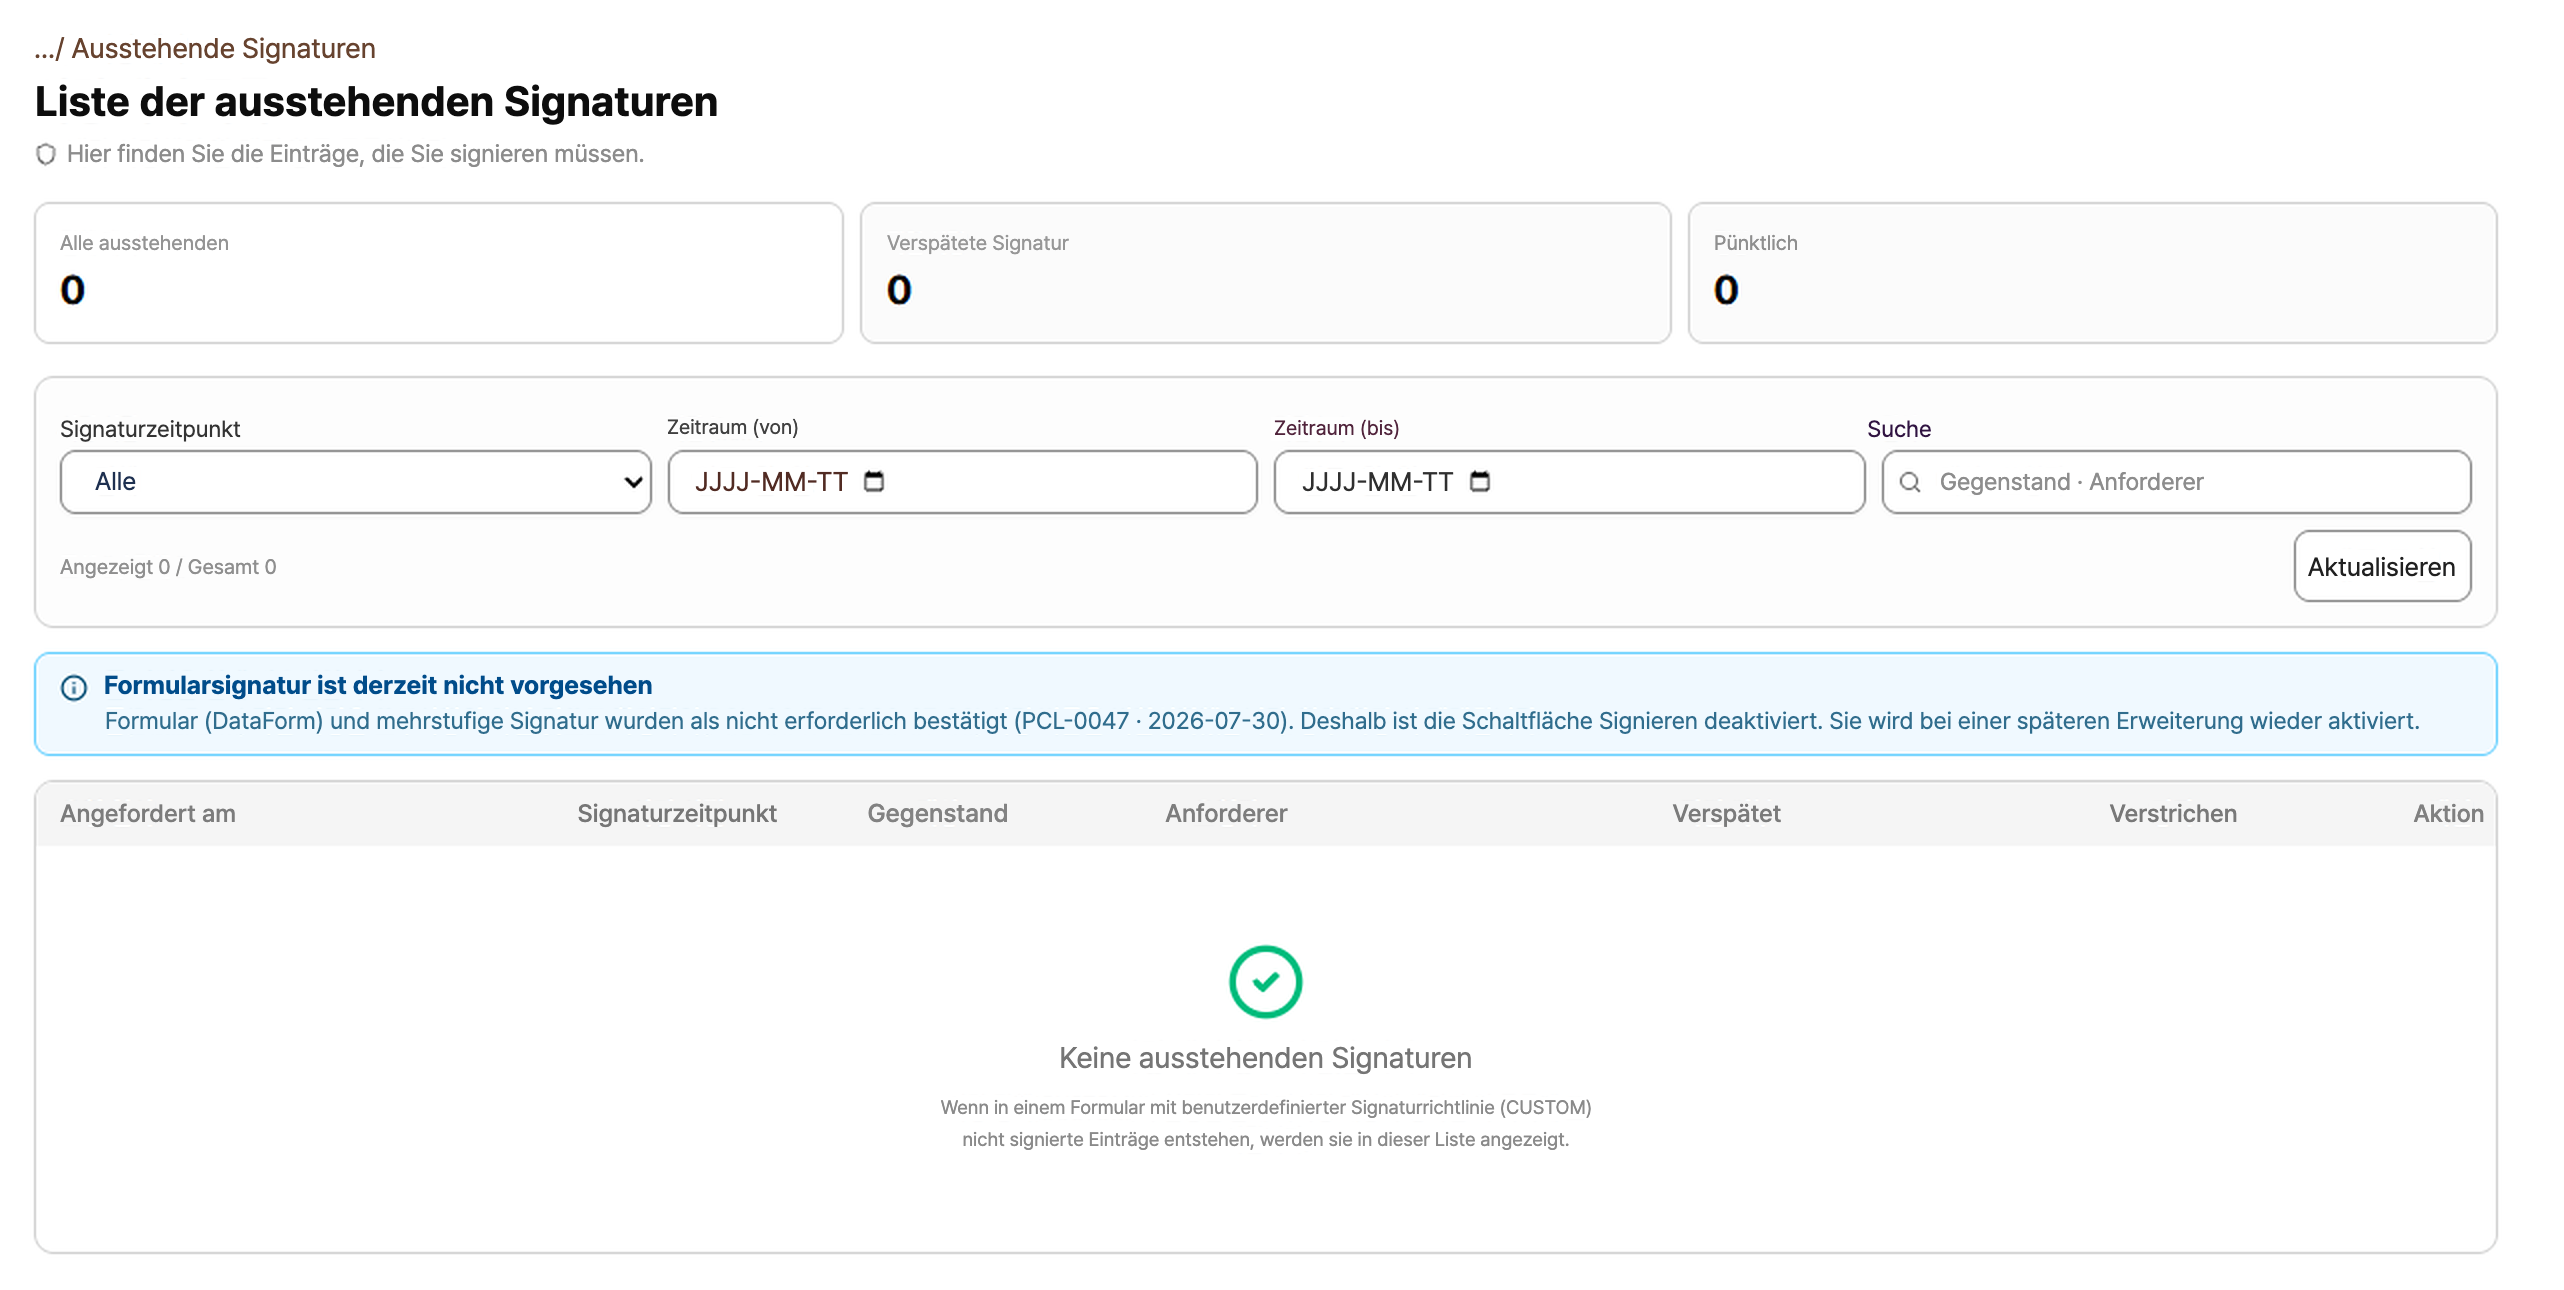 .../ Ausstehende Signaturen
Liste der ausstehenden Signaturen
Hier finden Sie die Einträge, die Sie signieren müssen.
Alle ausstehenden
0
Verspätete Signatur
0
Pünktlich
0
Signaturzeitpunkt
Alle
Zeitraum (von)
JJJJ-MM-TT
Zeitraum (bis)
JJJJ-MM-TT
Suche
Gegenstand · Anforderer
Angezeigt 0 / Gesamt 0
Aktualisieren
Formularsignatur ist derzeit nicht vorgesehen
Formular (DataForm) und mehrstufige Signatur wurden als nicht erforderlich bestätigt (PCL-0047 · 2026-07-30). Deshalb ist die Schaltfläche Signieren deaktiviert. Sie wird bei einer späteren Erweiterung wieder aktiviert.
Angefordert am Signaturzeitpunkt Gegenstand Anforderer Verspätet Verstrichen Aktion
Keine ausstehenden Signaturen
Wenn in einem Formular mit benutzerdefinierter Signaturrichtlinie (CUSTOM)
nicht signierte Einträge entstehen, werden sie in dieser Liste angezeigt.